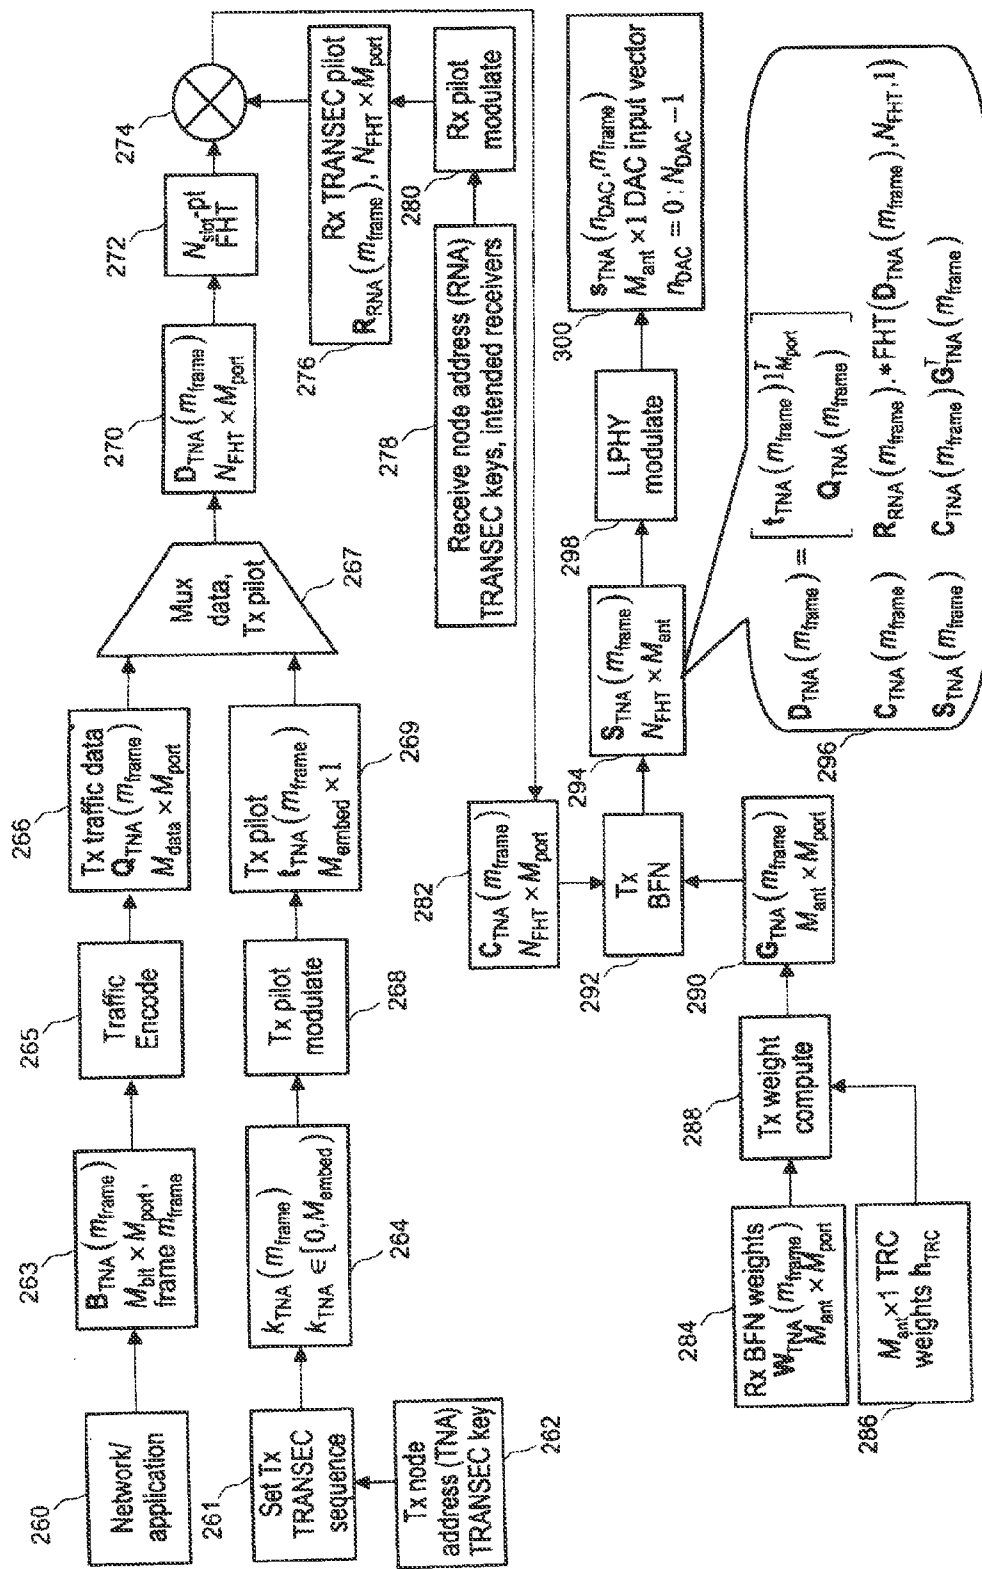 260
Network/
application
263
B_TNA(m_frame)
M_bit × M_port,
frame m_frame
265
Traffic
Encode
266
Tx traffic data
Q_TNA(m_frame)
M_data × M_port
261
Set Tx
TRANSEC
sequence
262
Tx node
address (TNA)
TRANSEC key
264
k_TNA(m_frame)
k_TNA ∈ [0, M_embed)
268
Tx pilot
modulate
269
Tx pilot
t_TNA(m_frame)
M_embed × 1
267
Mux
data,
Tx pilot
270
D_TNA(m_frame)
N_FHT × M_port
272
N_slot-pt
FHT
274
276
Rx TRANSEC pilot
R_RNA(m_frame), N_FHT × M_port
278
Receive node address (RNA)
TRANSEC keys, intended receivers
280
Rx pilot
modulate
282
C_TNA(m_frame)
N_FHT × M_port
284
Rx BFN weights
W_TNA(m_frame)
M_ant × M_port
286
M_ant×1 TRC
weights h_TRC
288
Tx weight
compute
290
G_TNA(m_frame)
M_ant × M_port
292
Tx
BFN
294
S_TNA(m_frame)
N_FHT × M_ant
298
LPHY
modulate
300
s_TNA(n_DAC, m_frame)
M_ant × 1 DAC input vector
n_DAC = 0 : N_DAC − 1
296
D_TNA(m_frame) = [t_TNA(m_frame)1^T_M_port
Q_TNA(m_frame)]
C_TNA(m_frame) R_RNA(m_frame).*FHT(D_TNA(m_frame), N_FHT, 1)
S_TNA(m_frame) C_TNA(m_frame)G^T_TNA(m_frame)